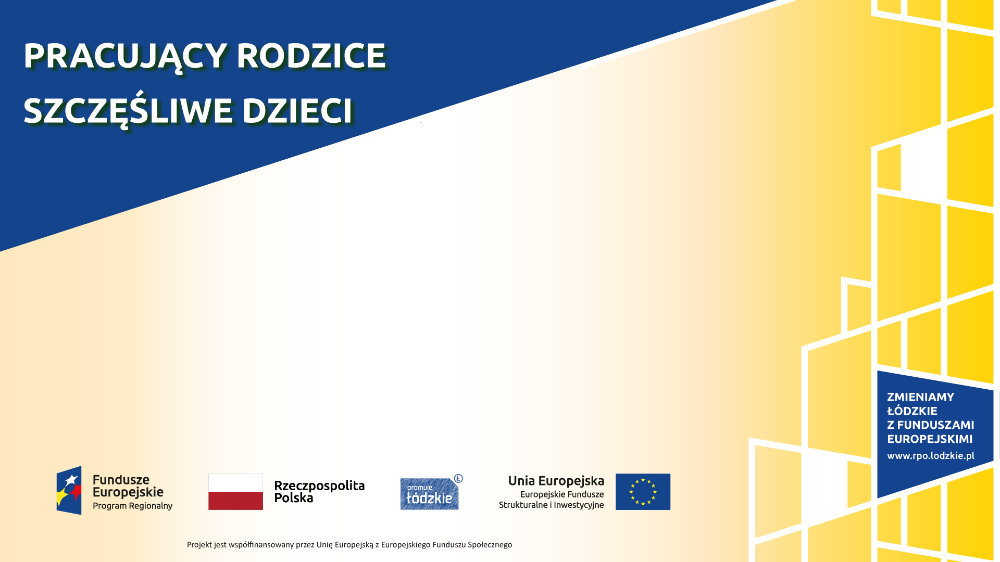 PRACUJĄCY RODZICE
SZCZĘŚLIWE DZIECI
ZMIENIAMY
ŁÓDZKIE
Z FUNDUSZAMI
EUROPEJSKIMI
www.rpo.lodzkie.pl
Fundusze
Europejskie
Program Regionalny
Rzeczpospolita
Polska
Ł
promuje
łódzkie
Unia Europejska
Europejskie Fundusze
Strukturalne i Inwestycyjne
Projekt jest współfinansowany przez Unię Europejską z Europejskiego Funduszu Społecznego